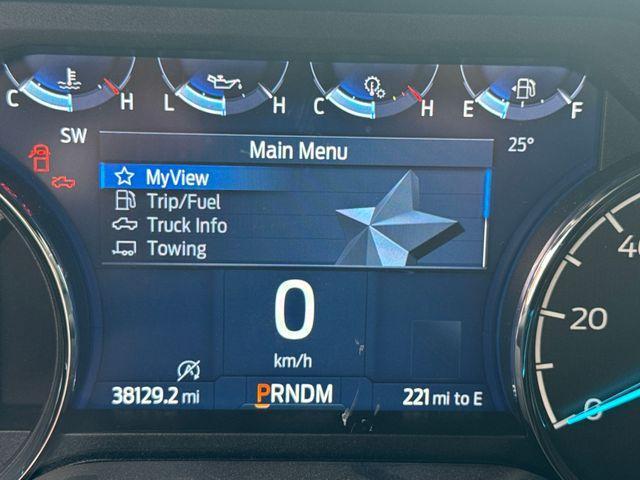 C H L H C H E F
SW 25°
Main Menu
MyView
Trip/Fuel
Truck Info
Towing
0
km/h
40
20
0
38129.2 mi PRNDM 221 mi to E